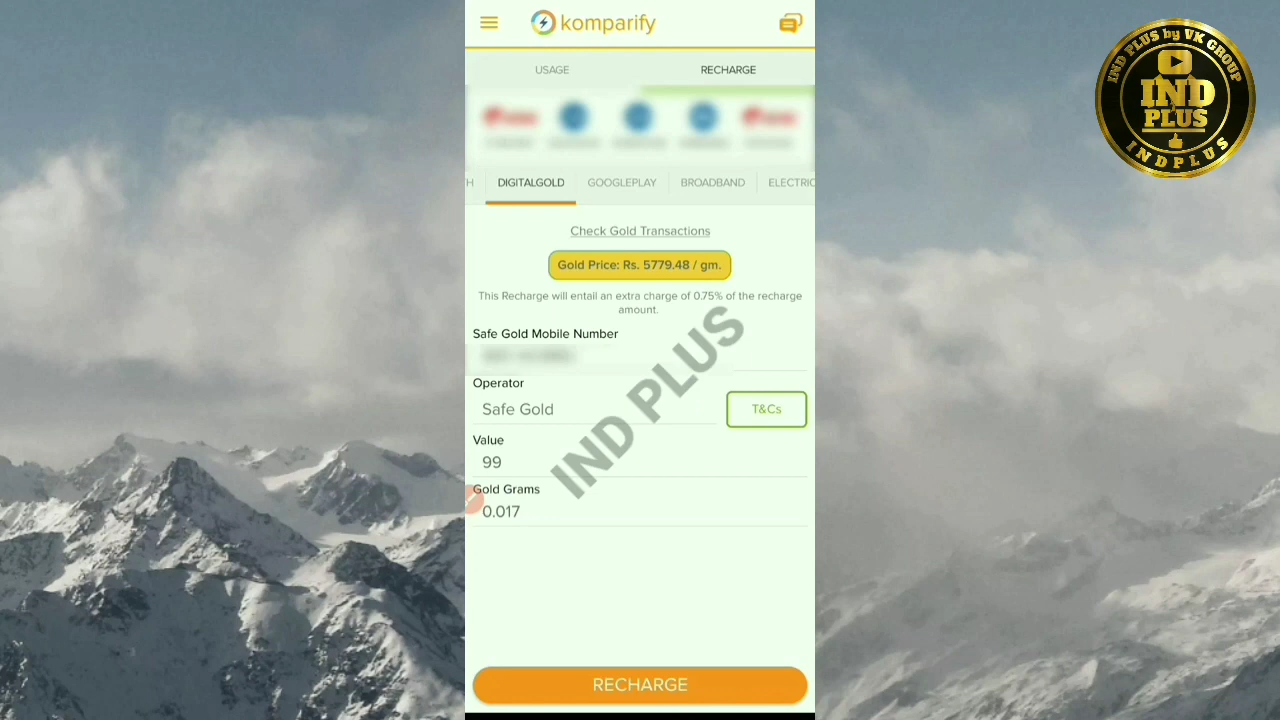 komparify
USAGE
RECHARGE
H
DIGITALGOLD
GOOGLEPLAY
BROADBAND
ELECTRIC
Check Gold Transactions
Gold Price: Rs. 5779.48 / gm.
This Recharge will entail an extra charge of 0.75% of the recharge
amount.
Safe Gold Mobile Number
Operator
Safe Gold
T&Cs
Value
99
Gold Grams
0.017
RECHARGE
IND PLUS
IND PLUS by VK GROUP
IND
PLUS
INDPLUS